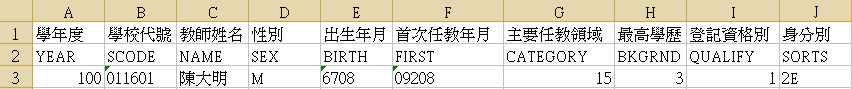 A B C D E F G H I J
1 學年度 學校代號 教師姓名 性別 出生年月 首次任教年月 主要任教領域 最高學歷 登記資格別 身分別
2 YEAR SCODE NAME SEX BIRTH FIRST CATEGORY BKGRND QUALIFY SORTS
3 100 011601 陳大明 M 6708 09208 15 3 1 2E